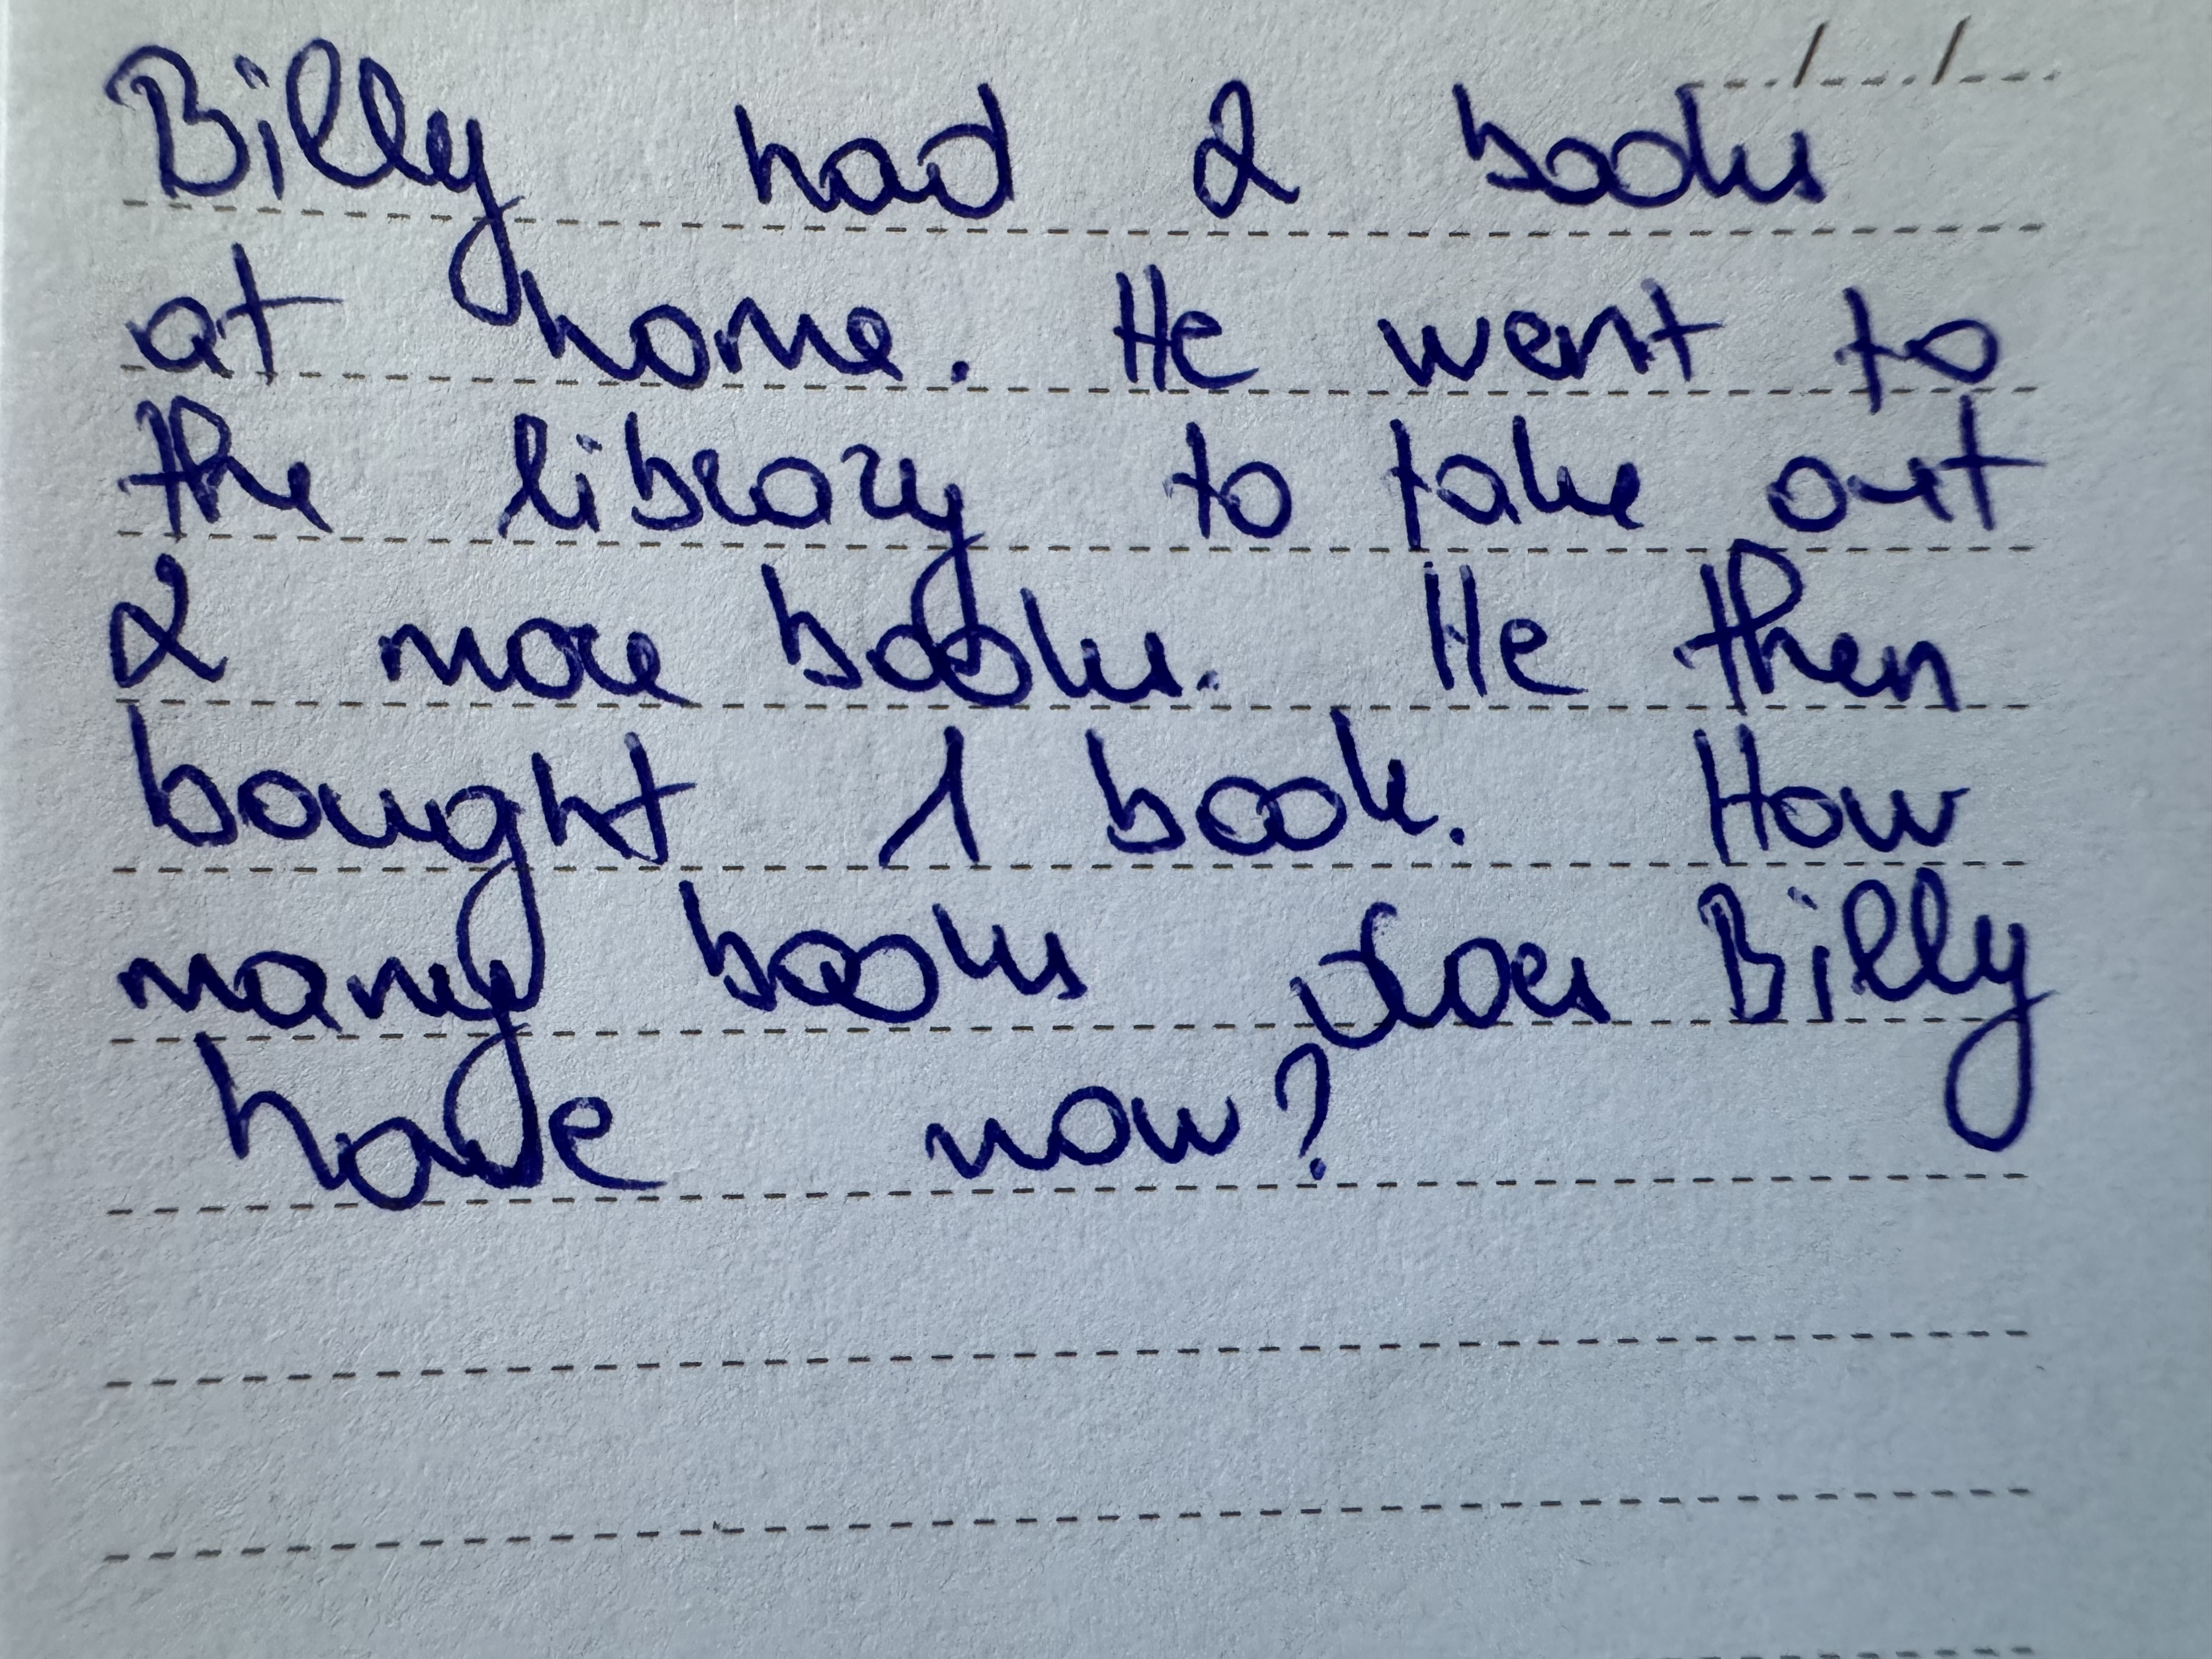 Billy had 2 books
at home. He went to
the library to take out
2 more books. He then
bought 1 book. How
many books does Billy
have now?